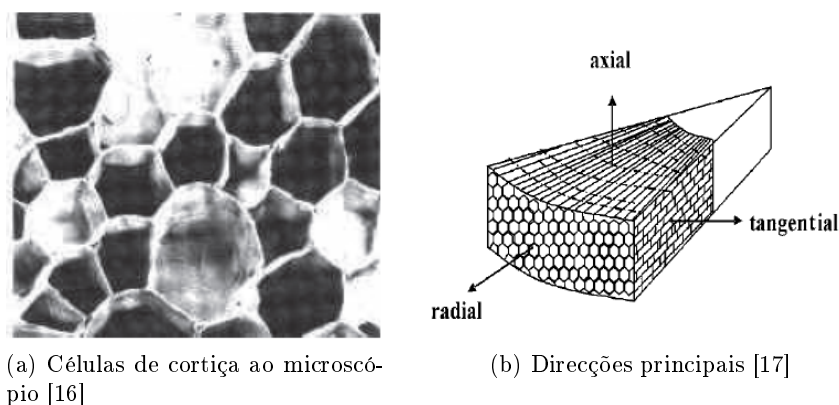 axial
tangential
radial
(a) Células de cortiça ao microscó-
pio [16]
(b) Direcções principais [17]